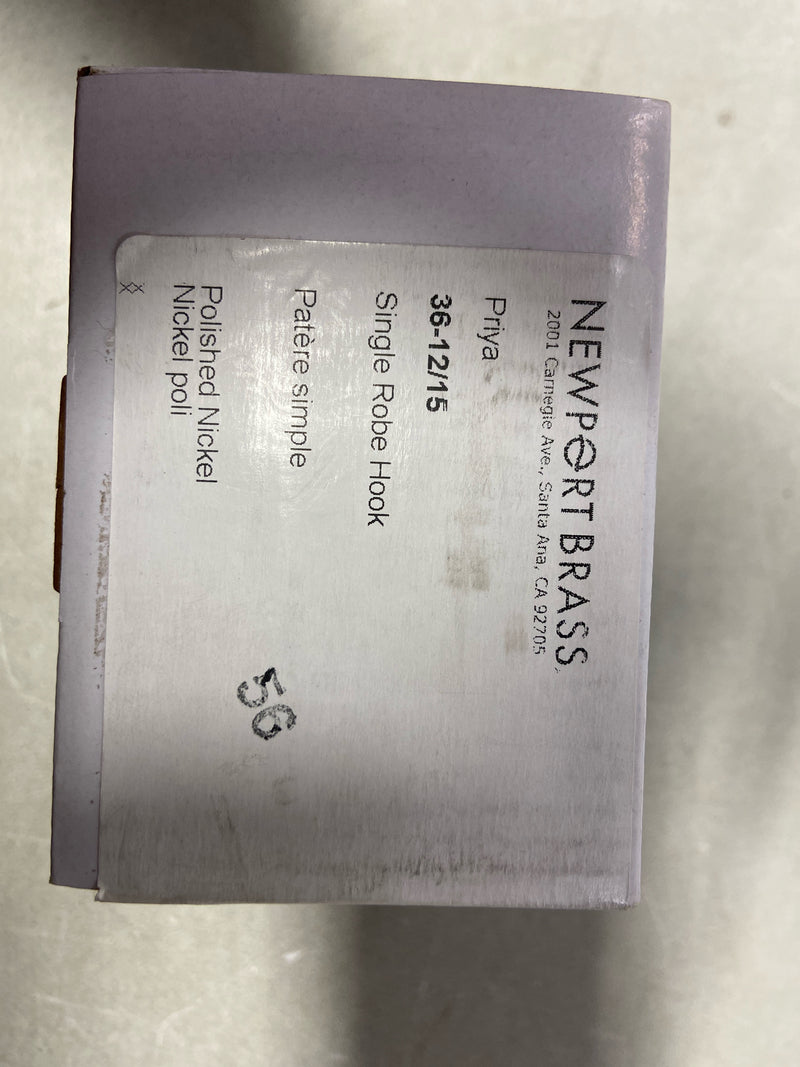 NEWPORT BRASS
2001 Carnegie Ave., Santa Ana, CA 92705
Priya
36-12/15
Single Robe Hook
Patère simple
Polished Nickel
Nickel poli
56